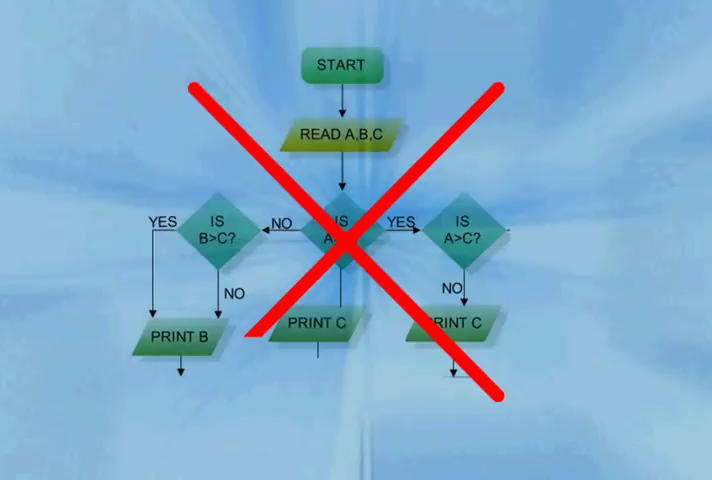 START
READ A,B,C
IS
B>C?
YES
NO
IS
YES
IS
A>C?
NO
NO
PRINT B
PRINT C
PRINT C